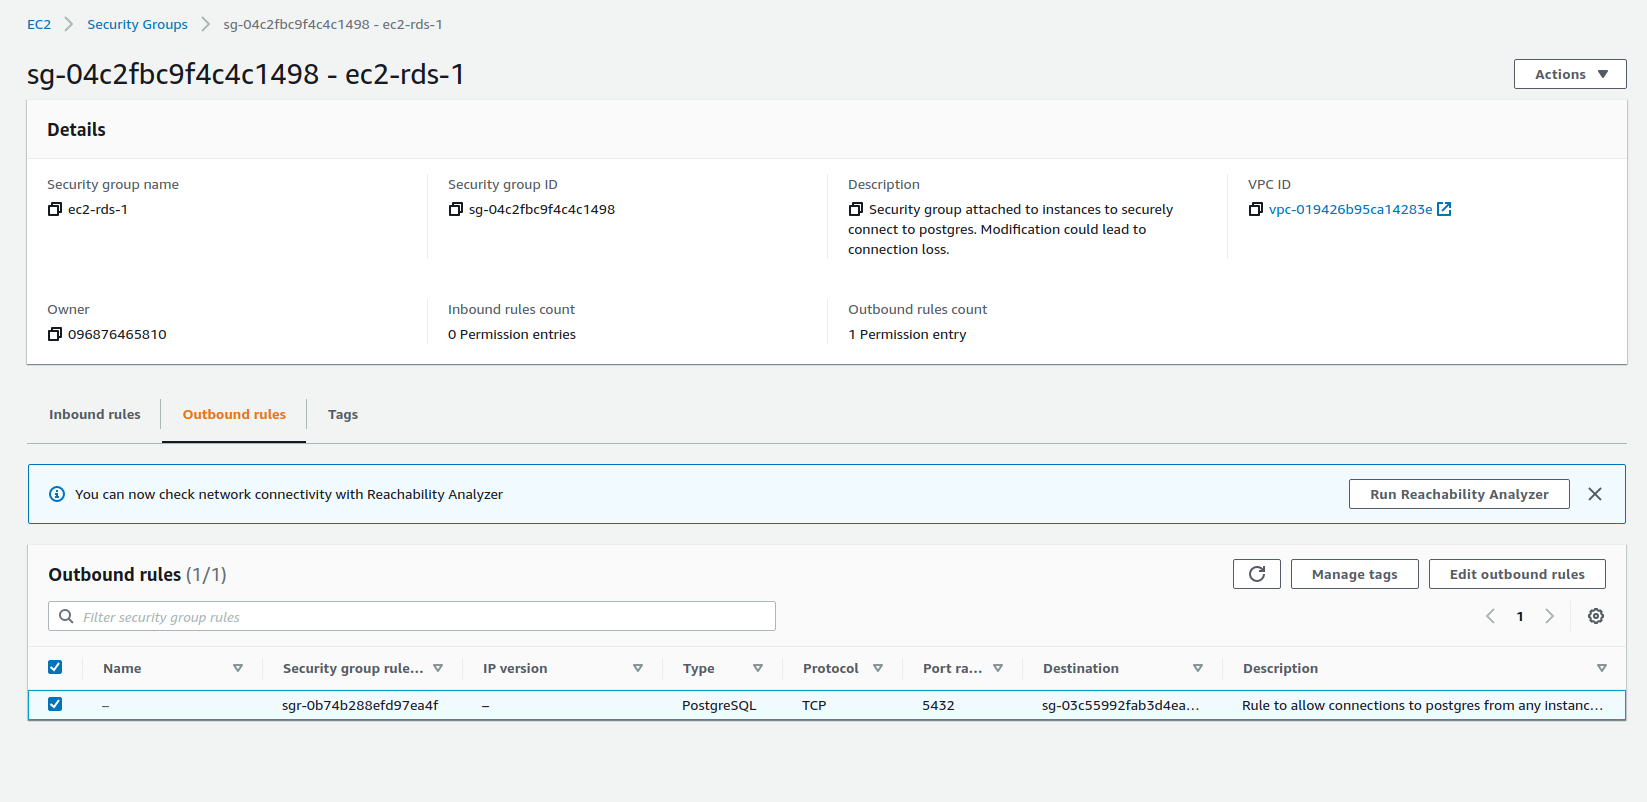 EC2 Security Groups sg-04c2fbc9f4c4c1498 - ec2-rds-1
sg-04c2fbc9f4c4c1498 - ec2-rds-1
Actions
Details
Security group name
ec2-rds-1
Security group ID
sg-04c2fbc9f4c4c1498
Description
Security group attached to instances to securely
connect to postgres. Modification could lead to
connection loss.
VPC ID
vpc-019426b95ca14283e
Owner
096876465810
Inbound rules count
0 Permission entries
Outbound rules count
1 Permission entry
Inbound rules Outbound rules Tags
You can now check network connectivity with Reachability Analyzer
Run Reachability Analyzer
Outbound rules (1/1)
Manage tags
Edit outbound rules
Filter security group rules
1
Name Security group rule... IP version Type Protocol Port ra... Destination Description
– sgr-0b74b288efd97ea4f – PostgreSQL TCP 5432 sg-03c55992fab3d4ea... Rule to allow connections to postgres from any instanc...